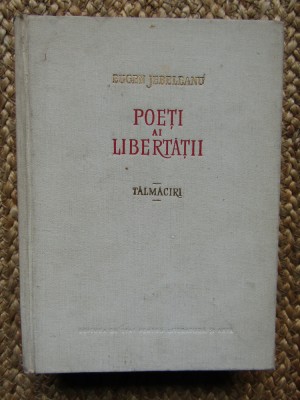 EUGEN JEBELEANU
POEȚI
AI
LIBERTĂȚII
TĂLMĂCIRI